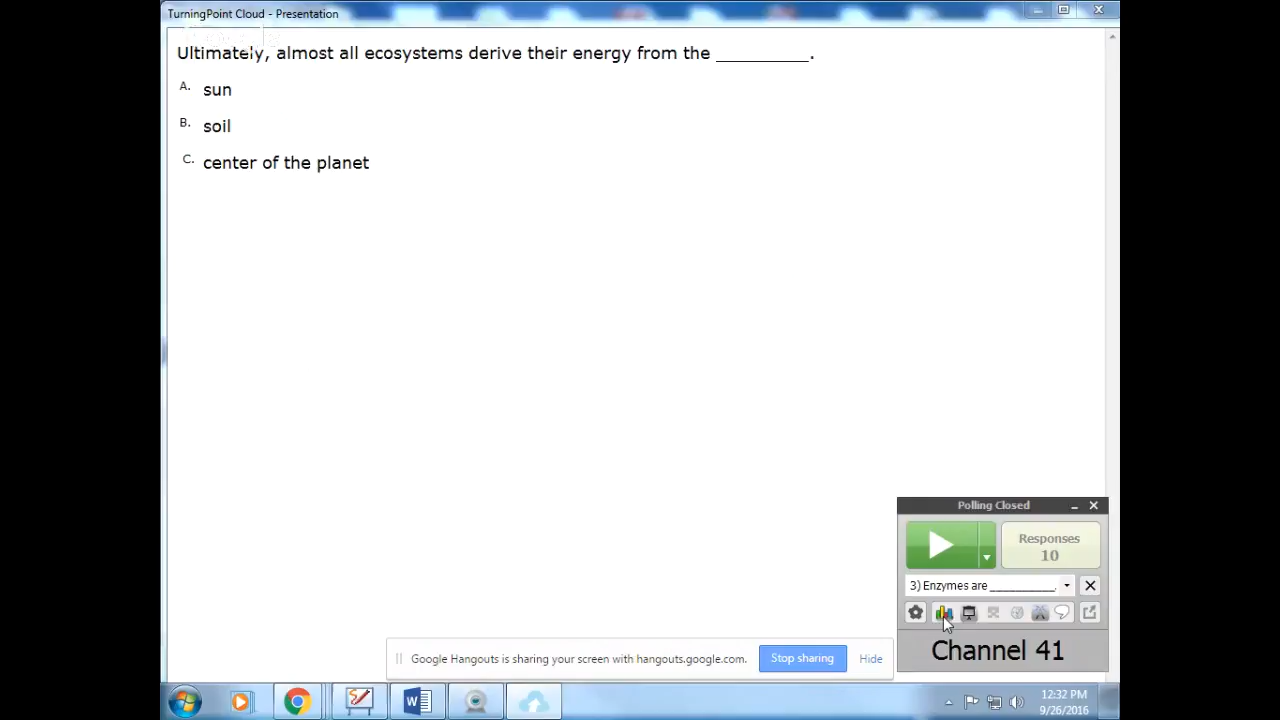 TurningPoint Cloud - Presentation
Ultimately, almost all ecosystems derive their energy from the __________.
A. sun
B. soil
C. center of the planet
Polling Closed
Responses
10
3) Enzymes are ___________.
Channel 41
Google Hangouts is sharing your screen with hangouts.google.com.
Stop sharing
Hide
12:32 PM
9/26/2016